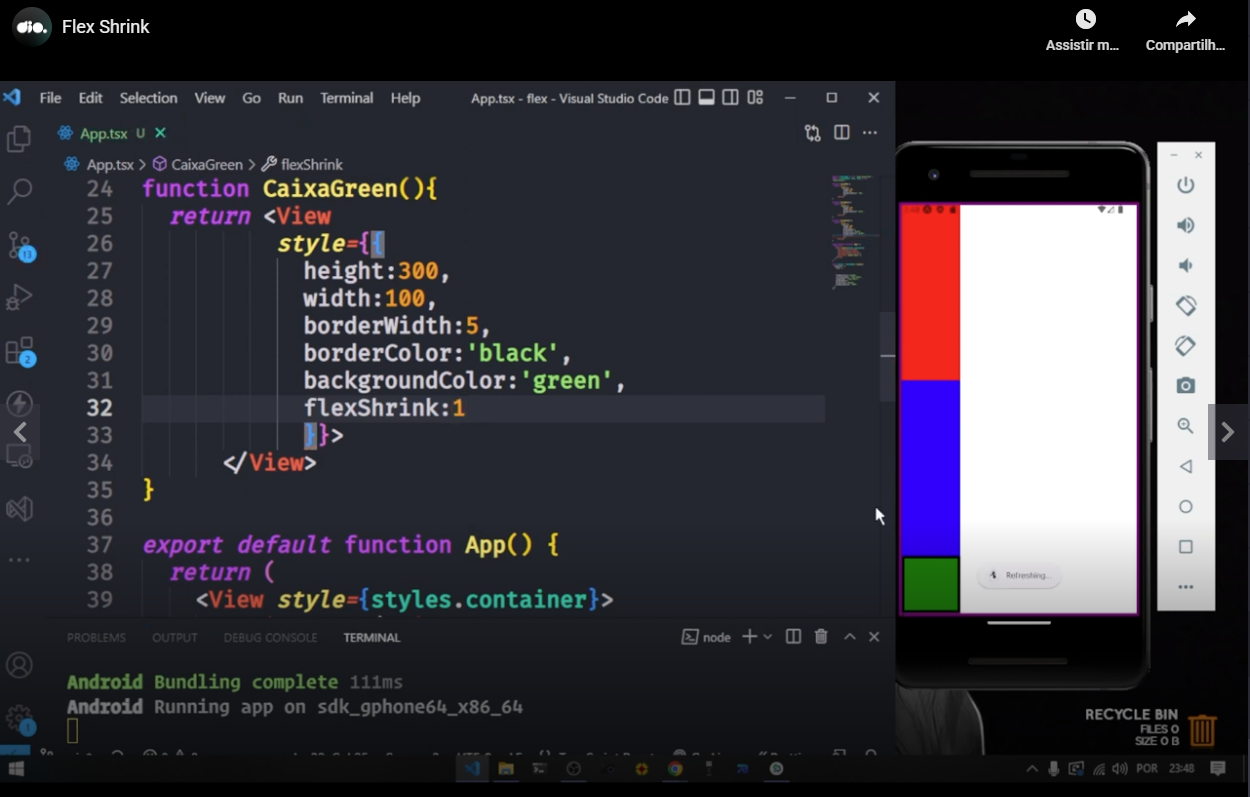 dio.
Flex Shrink
Assistir m...
Compartilh...
File Edit Selection View Go Run Terminal Help
App.tsx - flex - Visual Studio Code
App.tsx U
App.tsx > CaixaGreen > flexShrink
24 function CaixaGreen(){
25 return <View
26 style={{
27 height:300,
28 width:100,
29 borderWidth:5,
30 borderColor:'black',
31 backgroundColor:'green',
32 flexShrink:1
33 }}>
34 </View>
35 }
36
37 export default function App() {
38 return (
39 <View style={styles.container}>
PROBLEMS OUTPUT DEBUG CONSOLE TERMINAL
node
Android Bundling complete 111ms
Android Running app on sdk_gphone64_x86_64
Refreshing...
RECYCLE BIN
FILES 0
SIZE 0 B
POR 23:48